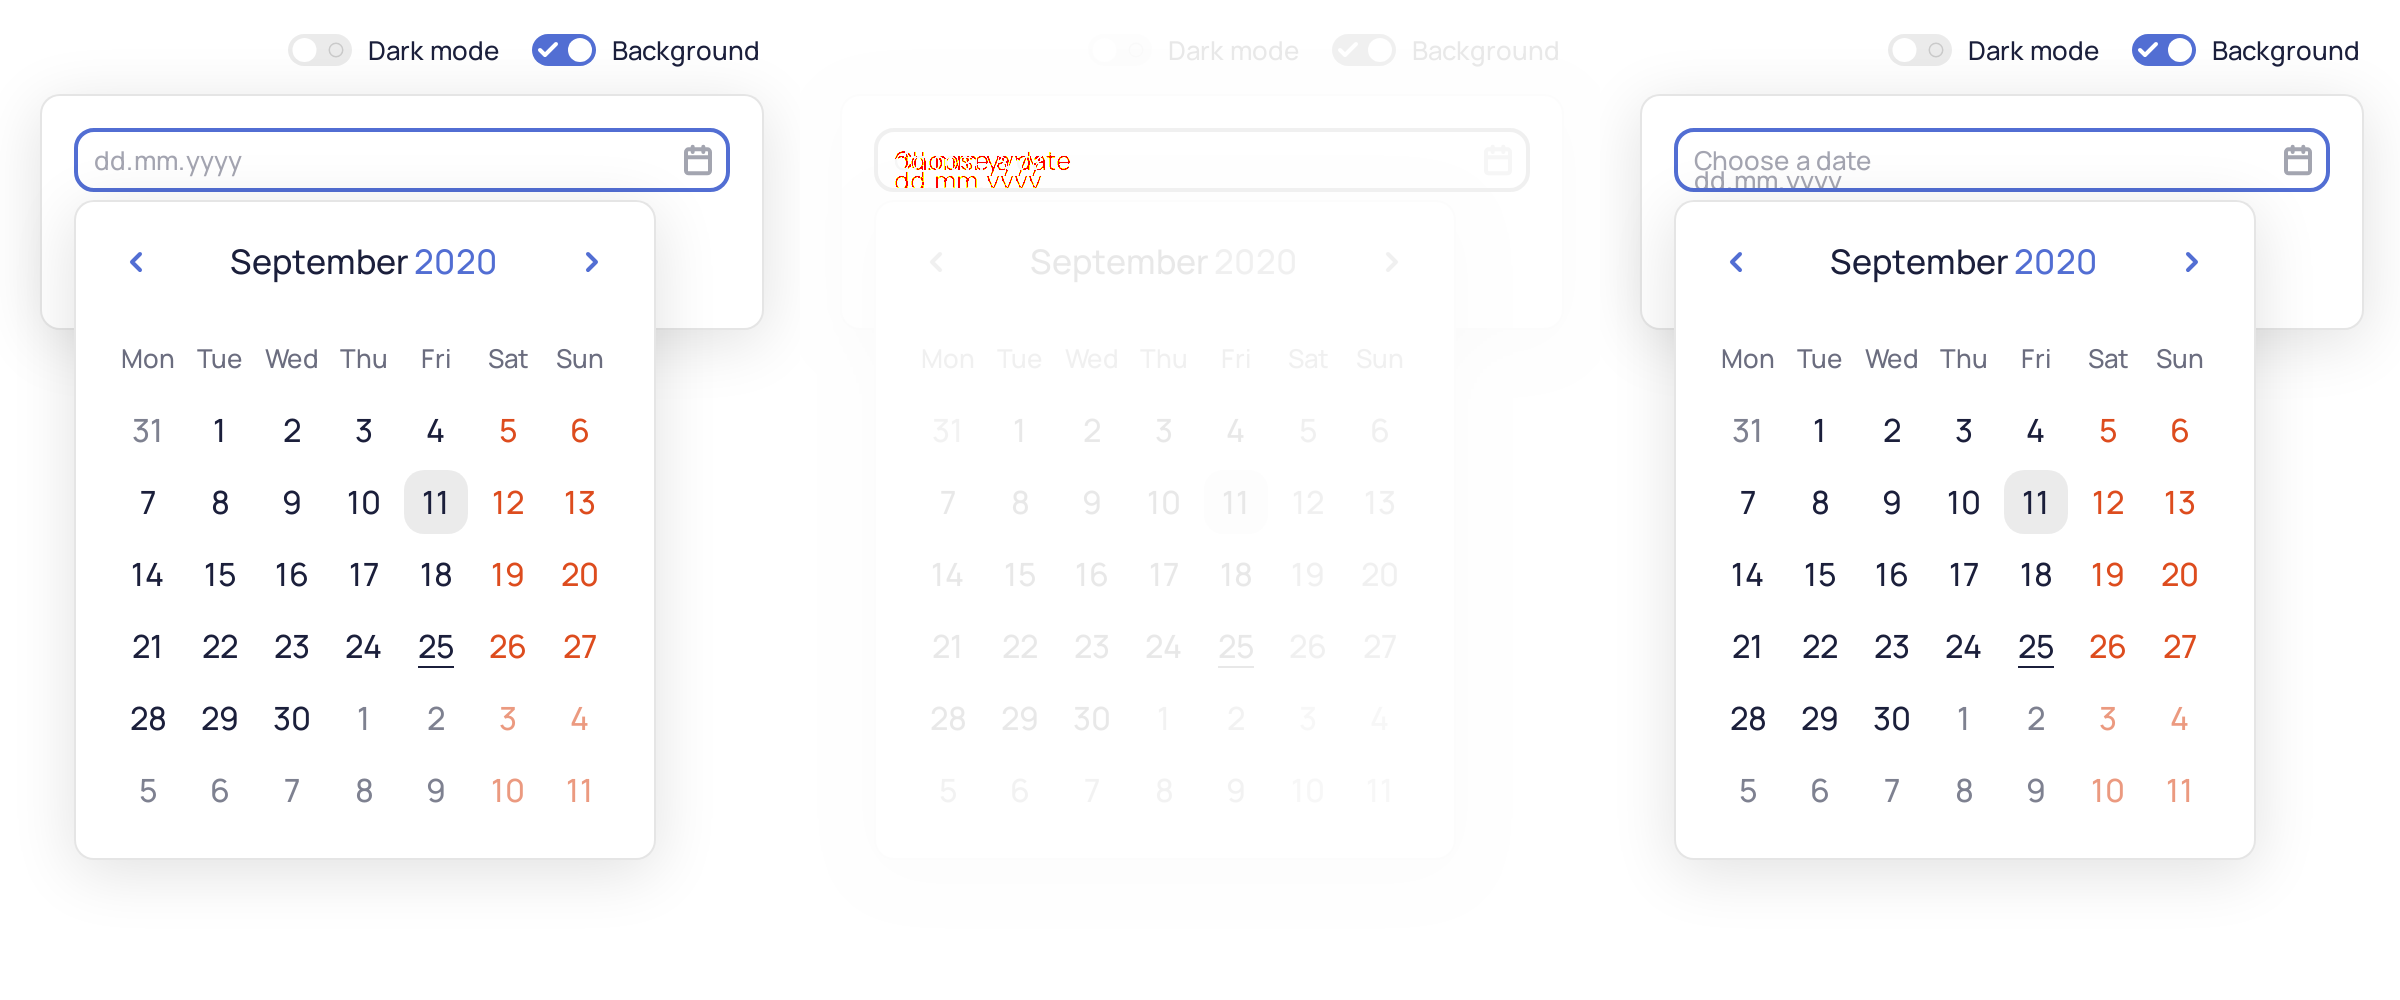 Dark mode Background
dd.mm.yyyy
September 2020
Mon Tue Wed Thu Fri Sat Sun
31 1 2 3 4 5 6
7 8 9 10 11 12 13
14 15 16 17 18 19 20
21 22 23 24 25 26 27
28 29 30 1 2 3 4
5 6 7 8 9 10 11
Dark mode Background
dd.mm.yyyy
September 2020
Mon Tue Wed Thu Fri Sat Sun
31 1 2 3 4 5 6
7 8 9 10 11 12 13
14 15 16 17 18 19 20
21 22 23 24 25 26 27
28 29 30 1 2 3 4
5 6 7 8 9 10 11
Dark mode Background
Choose a date
dd.mm.yyyy
September 2020
Mon Tue Wed Thu Fri Sat Sun
31 1 2 3 4 5 6
7 8 9 10 11 12 13
14 15 16 17 18 19 20
21 22 23 24 25 26 27
28 29 30 1 2 3 4
5 6 7 8 9 10 11